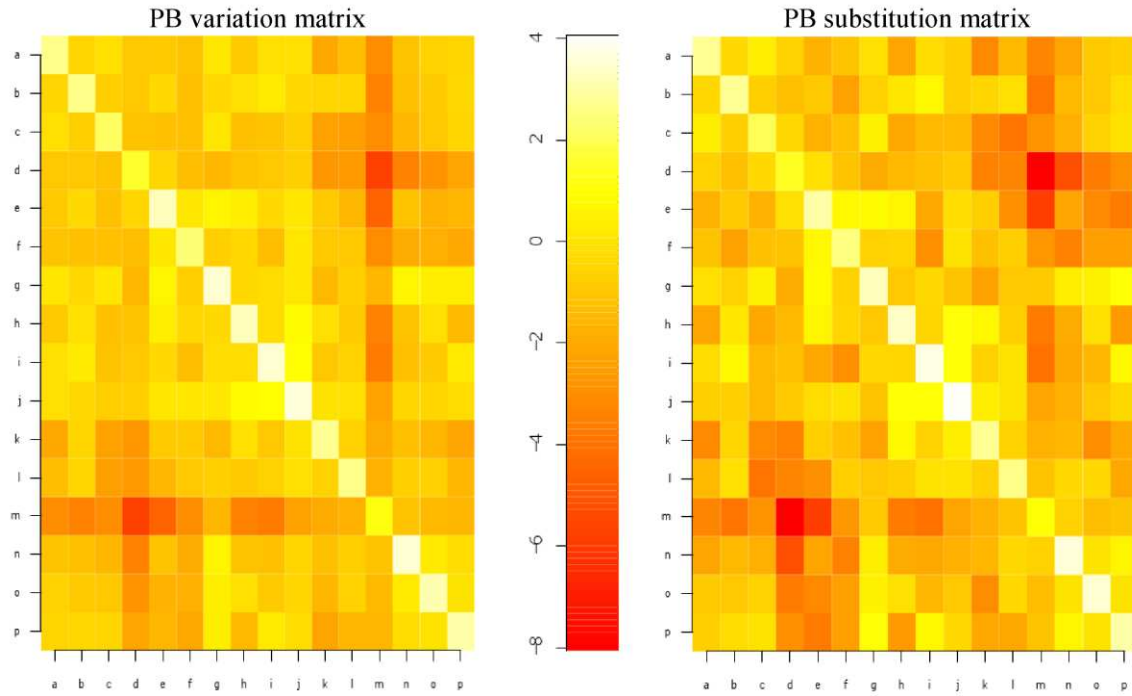 PB variation matrix
a
b
c
d
e
f
g
h
i
j
k
l
m
n
o
p
a b c d e f g h i j k l m n o p
4
2
0
-2
-4
-6
-8
PB substitution matrix
a
b
c
d
e
f
g
h
i
j
k
l
m
n
o
p
a b c d e f g h i j k l m n o p